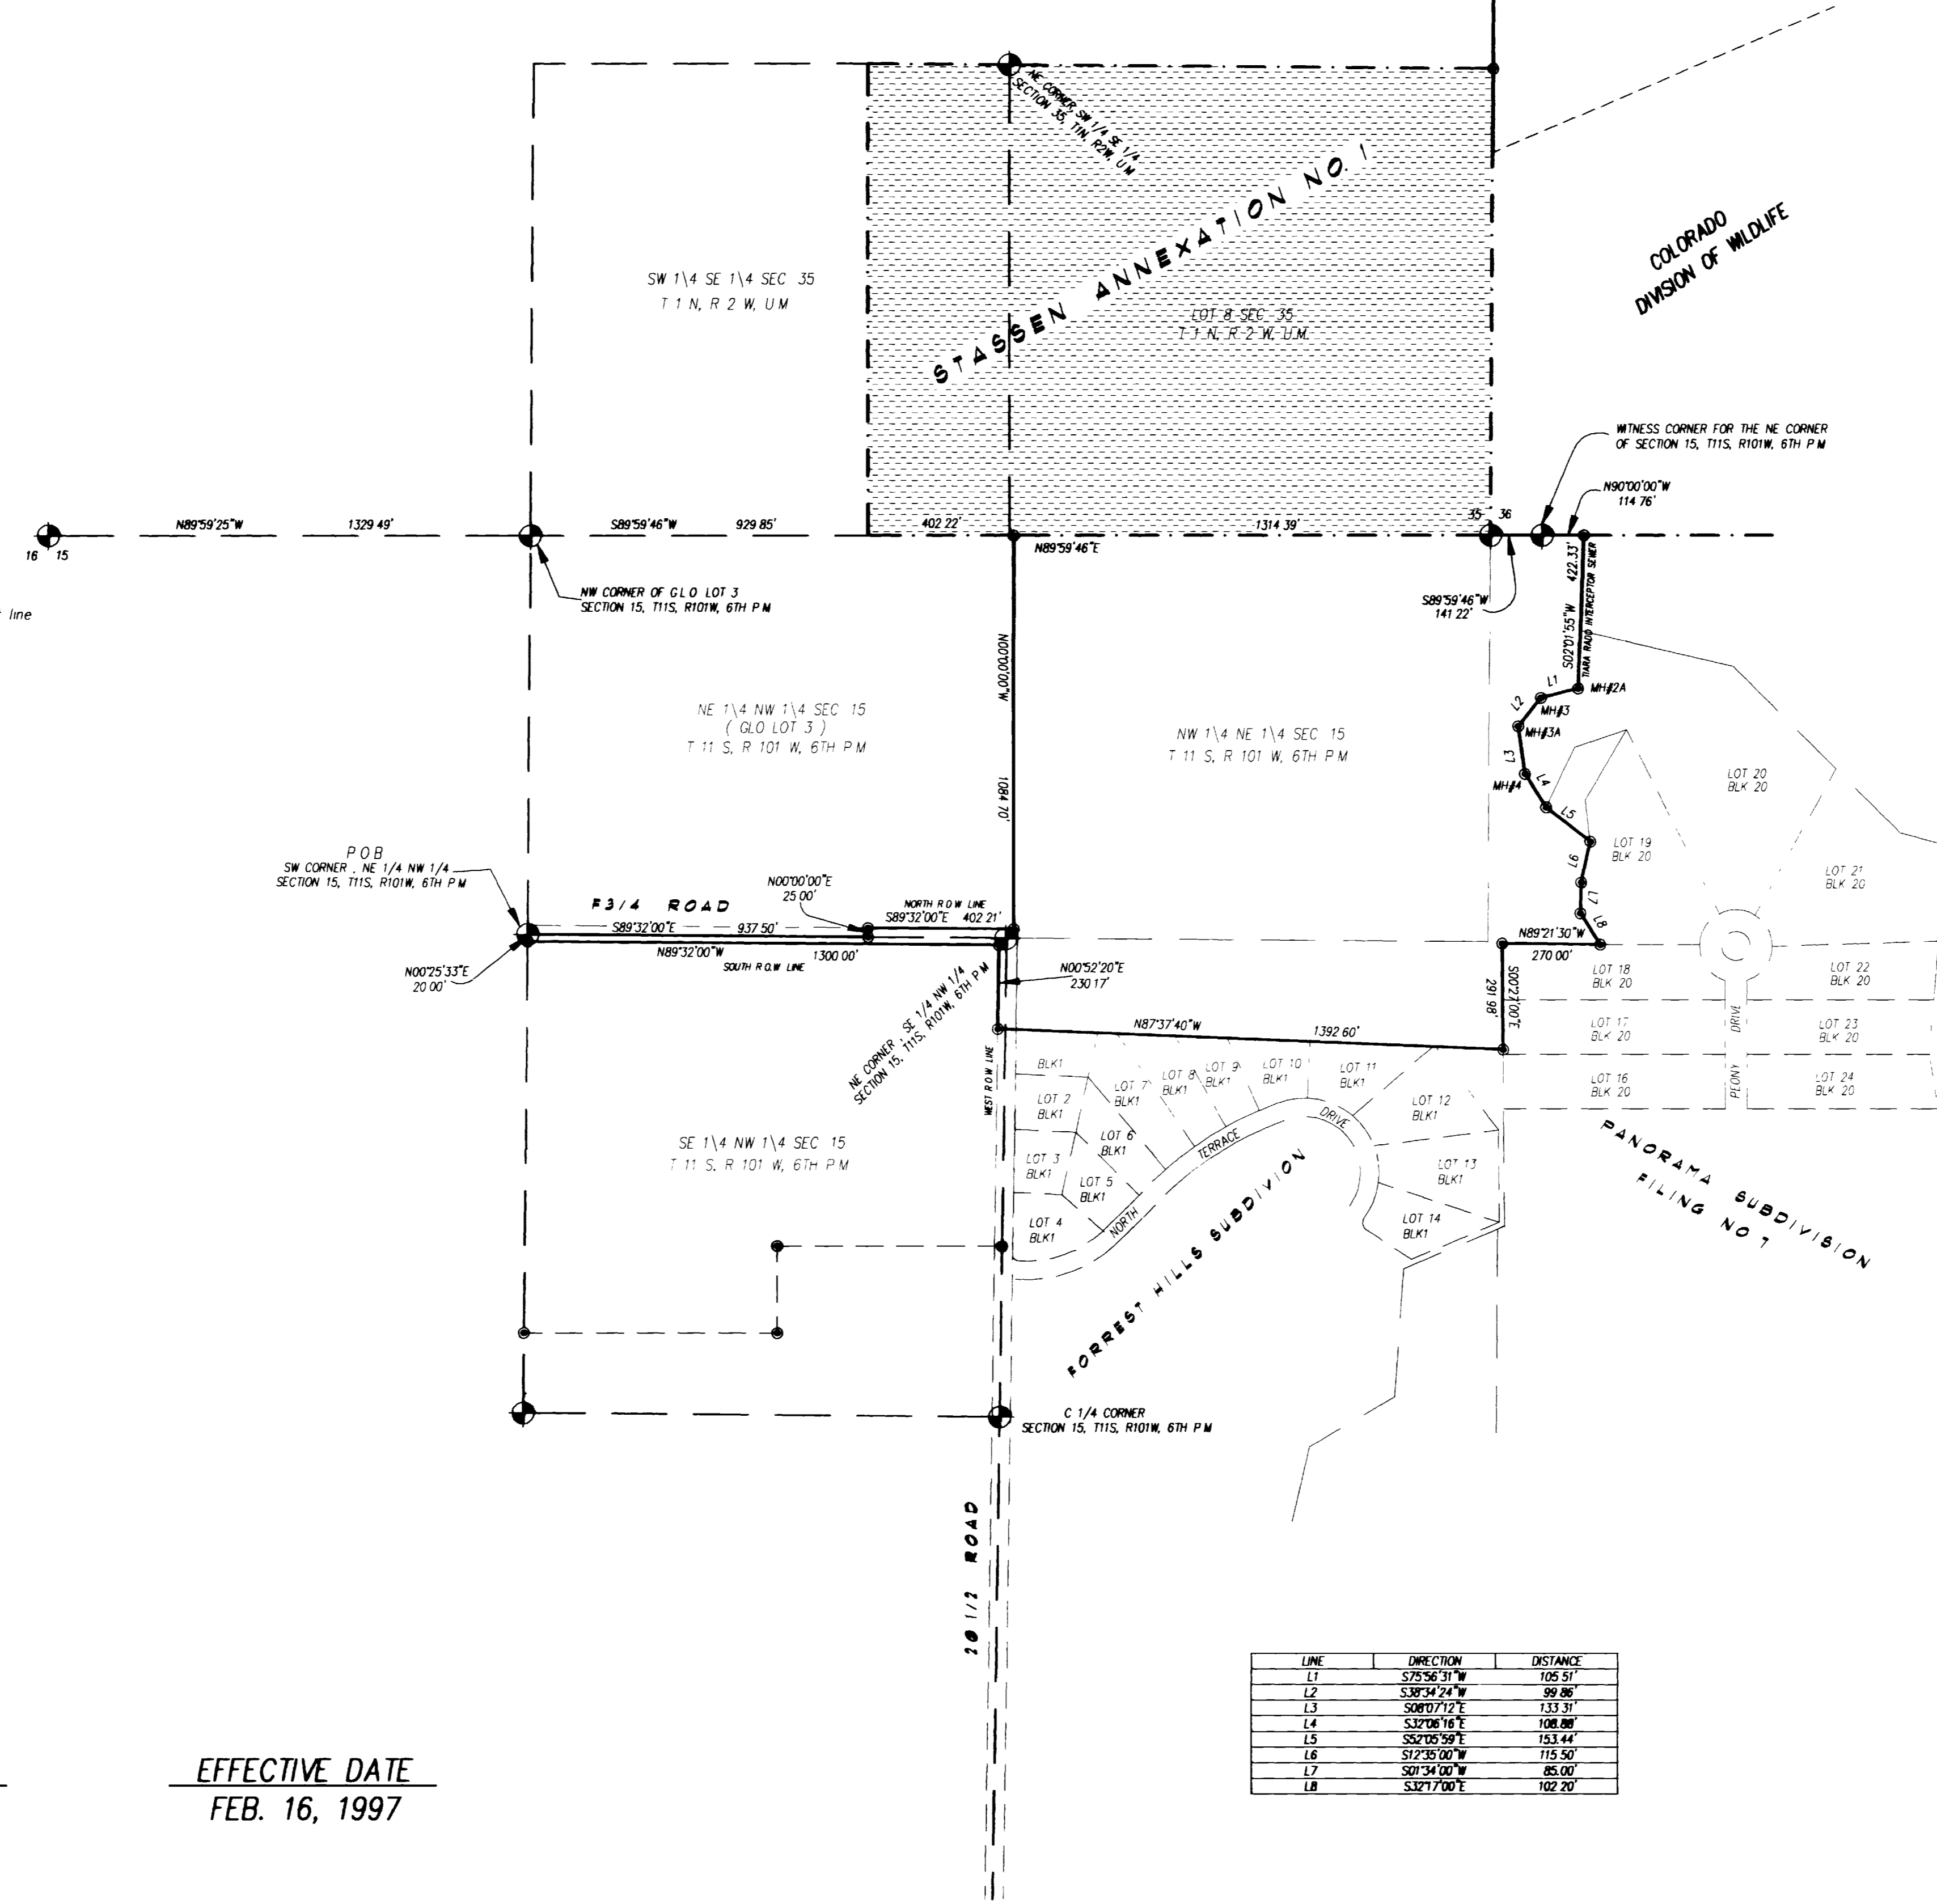 NE CORNER, SW 1/4 SE 1/4
SECTION 35, T1N, R2W, U M
STASSEN ANNEXATION NO. 1
COLORADO
DIVISION OF WILDLIFE
SW 1\4 SE 1\4 SEC 35
T 1 N, R 2 W, U M
LOT 8 SEC 35
T 1 N, R 2 W, U.M.
WITNESS CORNER FOR THE NE CORNER
OF SECTION 15, T11S, R101W, 6TH P M
N90°00'00"W
114 76'
N89°59'25"W 1329 49'
S89°59'46"W 929 85'
402 22'
1314 39'
35 36
16 15
N89°59'46"E
NW CORNER OF G L O LOT 3
SECTION 15, T11S, R101W, 6TH P M
line
S89°59'46"W
141 22'
S02°01'55"W 422.33'
TIARA RADO INTERCEPTOR SEWER
N00°00'00"W 1084 70'
L1
MH#2A
L2
MH#3
MH#3A
L3
MH#4
L4
L5
L6
L7
L8
NE 1\4 NW 1\4 SEC 15
( GLO LOT 3 )
T 11 S, R 101 W, 6TH P M
NW 1\4 NE 1\4 SEC 15
T 11 S, R 101 W, 6TH P M
LOT 20
BLK 20
LOT 19
BLK 20
LOT 21
BLK 20
P O B
SW CORNER , NE 1/4 NW 1/4
SECTION 15, T11S, R101W, 6TH P M
N00°00'00"E
25 00'
F 3/4 ROAD
NORTH R O W LINE
S89°32'00"E 402 21'
S89°32'00"E 937 50'
N89°32'00"W 1300 00'
SOUTH R.O.W LINE
N00°25'33"E
20 00'
N00°52'20"E
230 17'
NE CORNER , SE 1/4 NW 1/4
SECTION 15, T11S, R101W, 6TH P M
N89°21'30"W
270 00'
S00°27'00"E
291 98'
N87°37'40"W 1392 60'
WEST R O W LINE
LOT 18
BLK 20
LOT 22
BLK 20
LOT 17
BLK 20
LOT 23
BLK 20
LOT 16
BLK 20
LOT 24
BLK 20
PEONY DRIVE
BLK1
LOT 2
BLK1
LOT 3
BLK1
LOT 4
BLK1
LOT 5
BLK1
LOT 6
BLK1
LOT 7
BLK1
LOT 8
BLK1
LOT 9
BLK1
LOT 10
BLK1
LOT 11
BLK1
LOT 12
BLK1
LOT 13
BLK1
LOT 14
BLK1
NORTH TERRACE DRIVE
SE 1\4 NW 1\4 SEC 15
T 11 S, R 101 W, 6TH P M
PANORAMA SUBDIVISION
FILING NO 7
FORREST HILLS SUBDIVION
C 1/4 CORNER
SECTION 15, T11S, R101W, 6TH P M
20 1/2 ROAD
LINE DIRECTION DISTANCE
L1 S75°56'31"W 105 51'
L2 S38°34'24"W 99 86'
L3 S08°07'12"E 133 31'
L4 S32°06'16"E 108.88'
L5 S52°05'59"E 153.44'
L6 S12°35'00"W 115 50'
L7 S01°34'00"W 85.00'
L8 S32°17'00"E 102 20'
EFFECTIVE DATE
FEB. 16, 1997